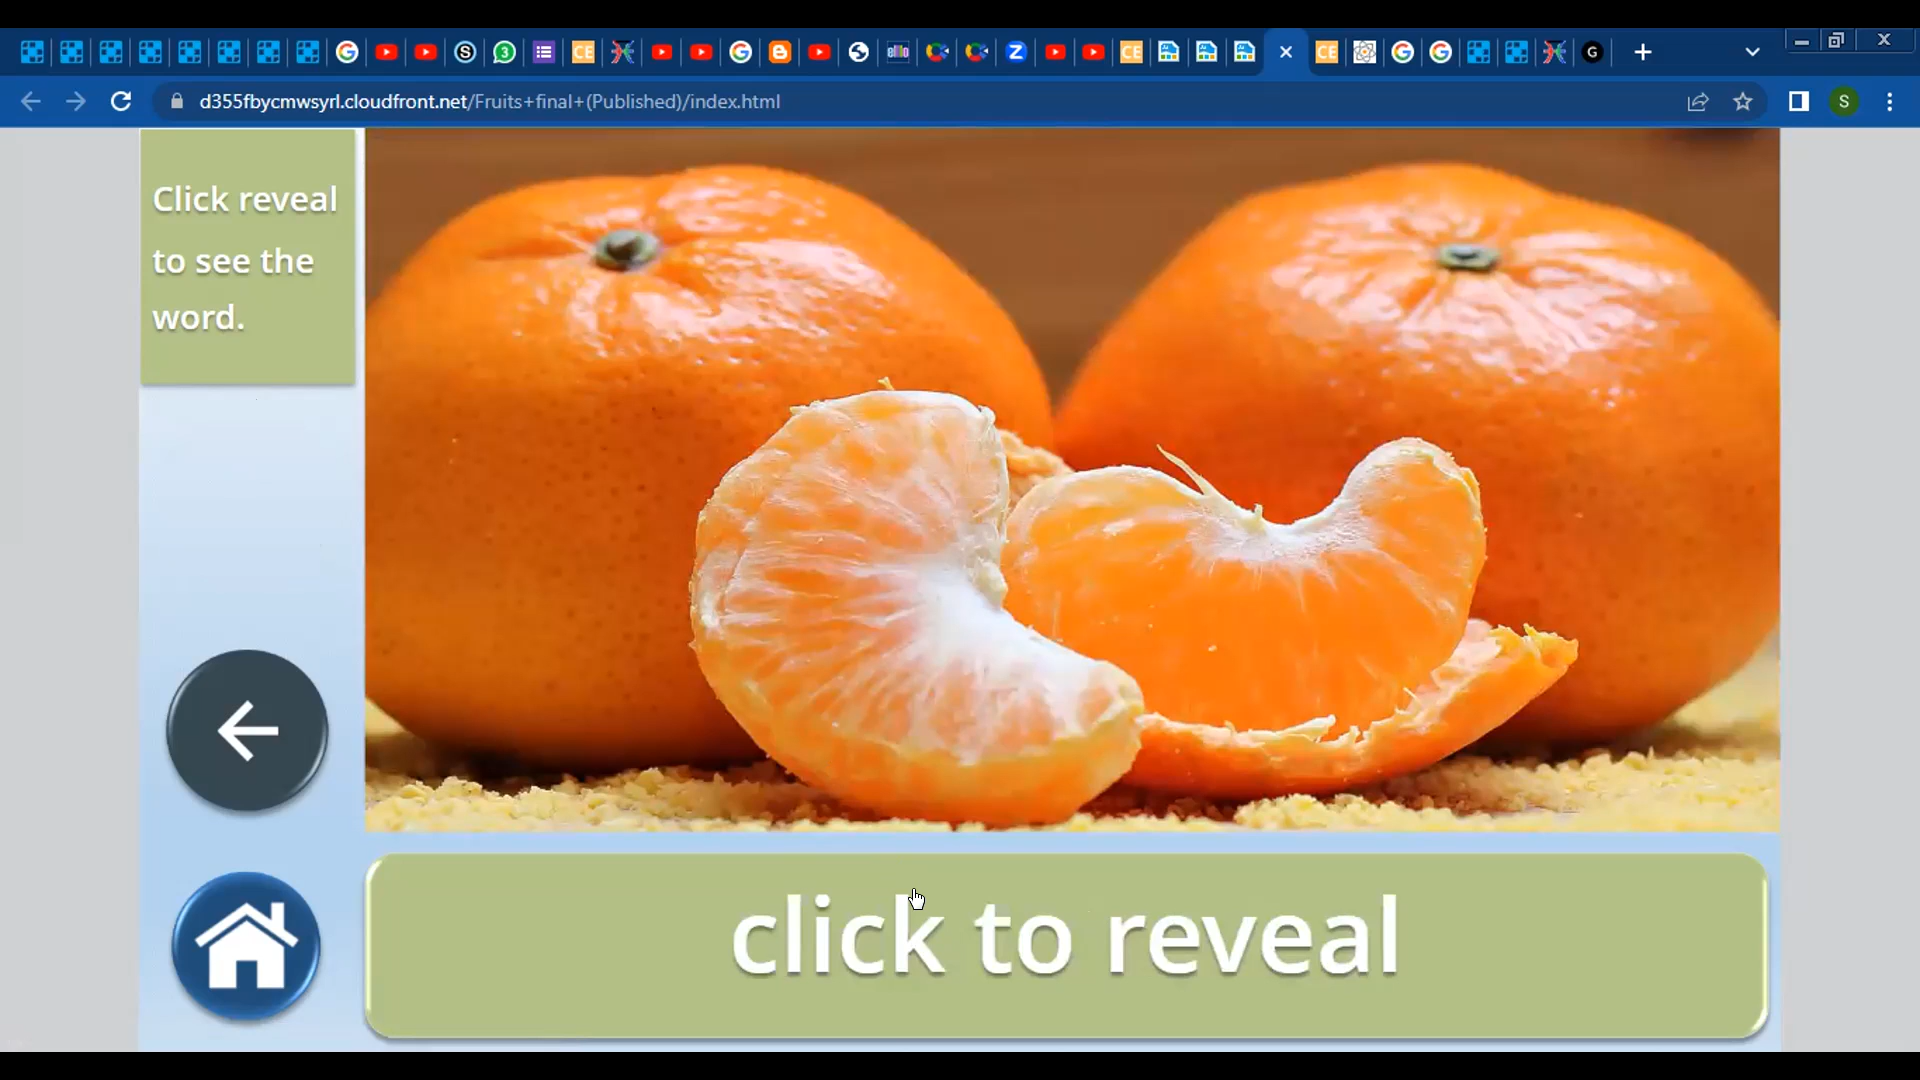 d355fbycmwsyrl.cloudfront.net/Fruits+final+(Published)/index.html
S
Click reveal
to see the
word.
click to reveal